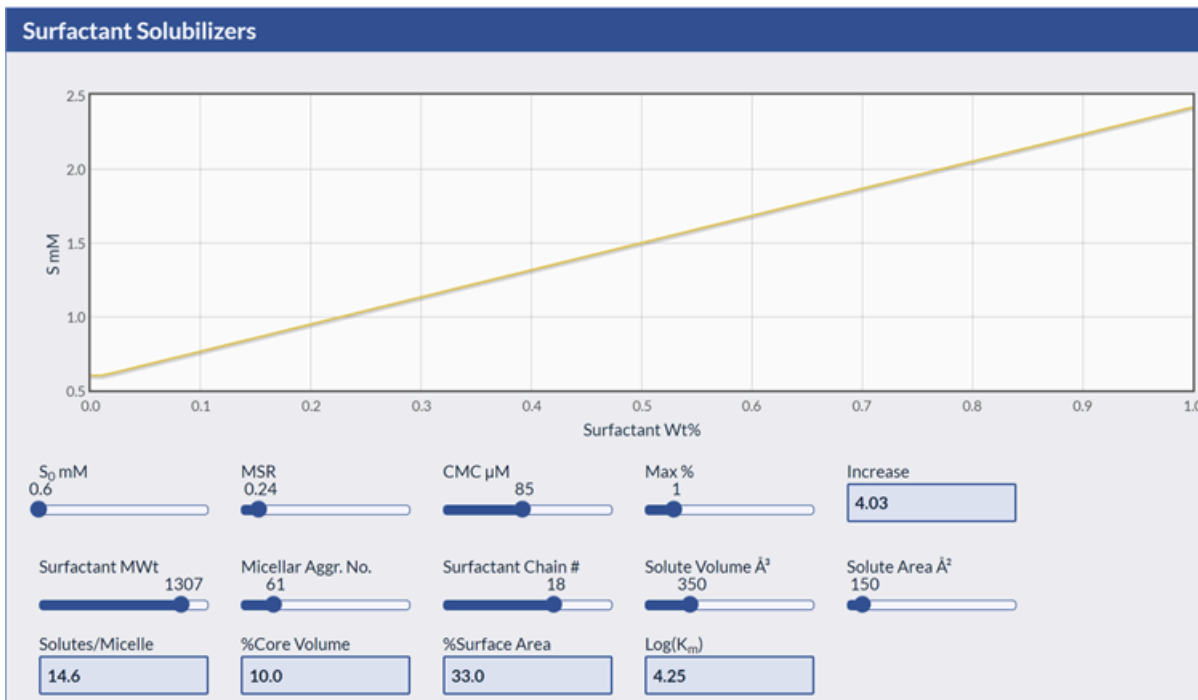 Surfactant Solubilizers
2.5
2.0
1.5
1.0
0.5
S mM
0.0 0.1 0.2 0.3 0.4 0.5 0.6 0.7 0.8 0.9 1.0
Surfactant Wt%
S₀ mM MSR CMC µM Max % Increase
0.6 0.24 85 1 4.03
Surfactant MWt Micellar Aggr. No. Surfactant Chain # Solute Volume Å³ Solute Area Å²
1307 61 18 350 150
Solutes/Micelle %Core Volume %Surface Area Log(Kₘ)
14.6 10.0 33.0 4.25